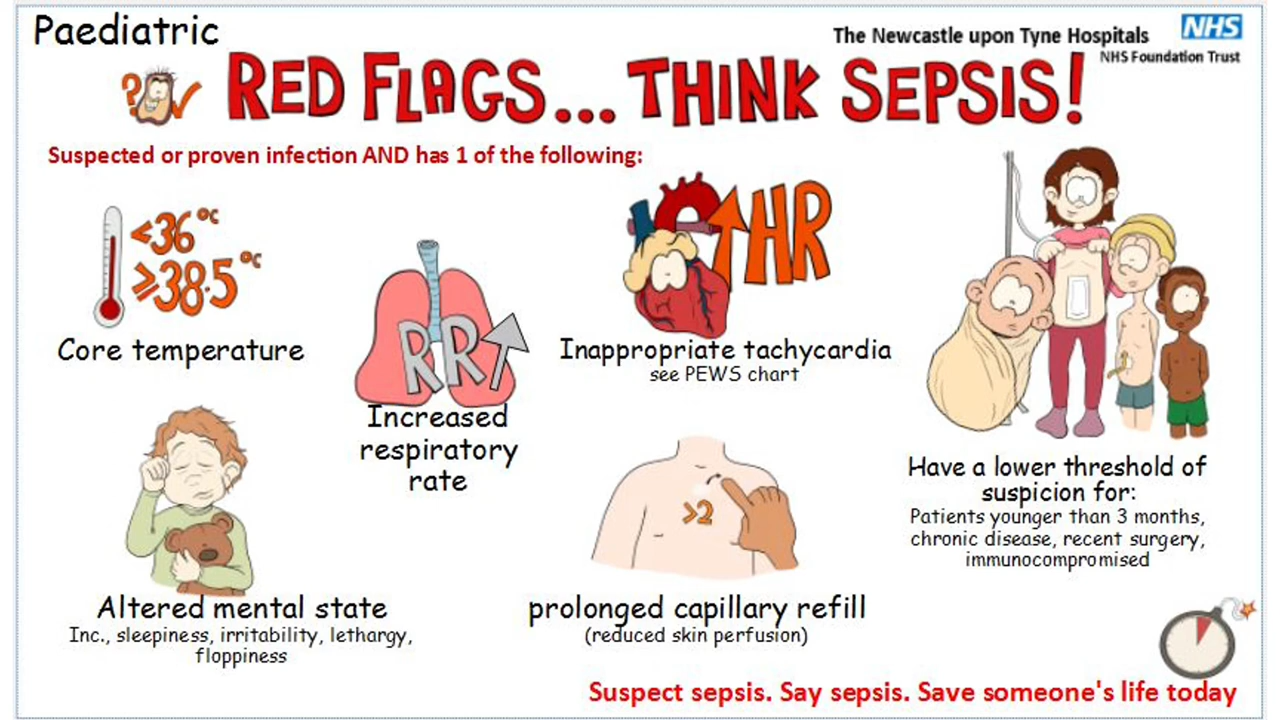 Paediatric
The Newcastle upon Tyne Hospitals
NHS
NHS Foundation Trust
? RED FLAGS... THINK SEPSIS!
Suspected or proven infection AND has 1 of the following:
<36°C
≥38.5°C
Core temperature
RR
Increased
respiratory
rate
HR
Inappropriate tachycardia
see PEWS chart
Have a lower threshold of
suspicion for:
Patients younger than 3 months,
chronic disease, recent surgery,
immunocompromised
Altered mental state
Inc., sleepiness, irritability, lethargy,
floppiness
>2
prolonged capillary refill
(reduced skin perfusion)
Suspect sepsis. Say sepsis. Save someone's life today